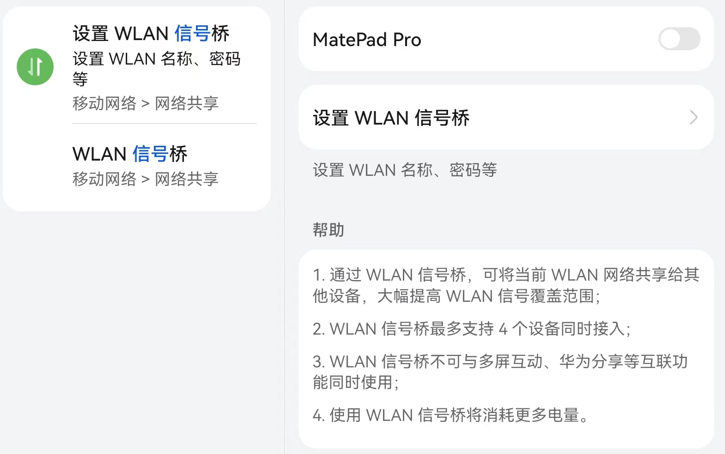 设置 WLAN 信号桥
设置 WLAN 名称、密码
等
移动网络 > 网络共享
WLAN 信号桥
移动网络 > 网络共享
MatePad Pro
设置 WLAN 信号桥
设置 WLAN 名称、密码等
帮助
1. 通过 WLAN 信号桥，可将当前 WLAN 网络共享给其
他设备，大幅提高 WLAN 信号覆盖范围；
2. WLAN 信号桥最多支持 4 个设备同时接入；
3. WLAN 信号桥不可与多屏互动、华为分享等互联功
能同时使用；
4. 使用 WLAN 信号桥将消耗更多电量。